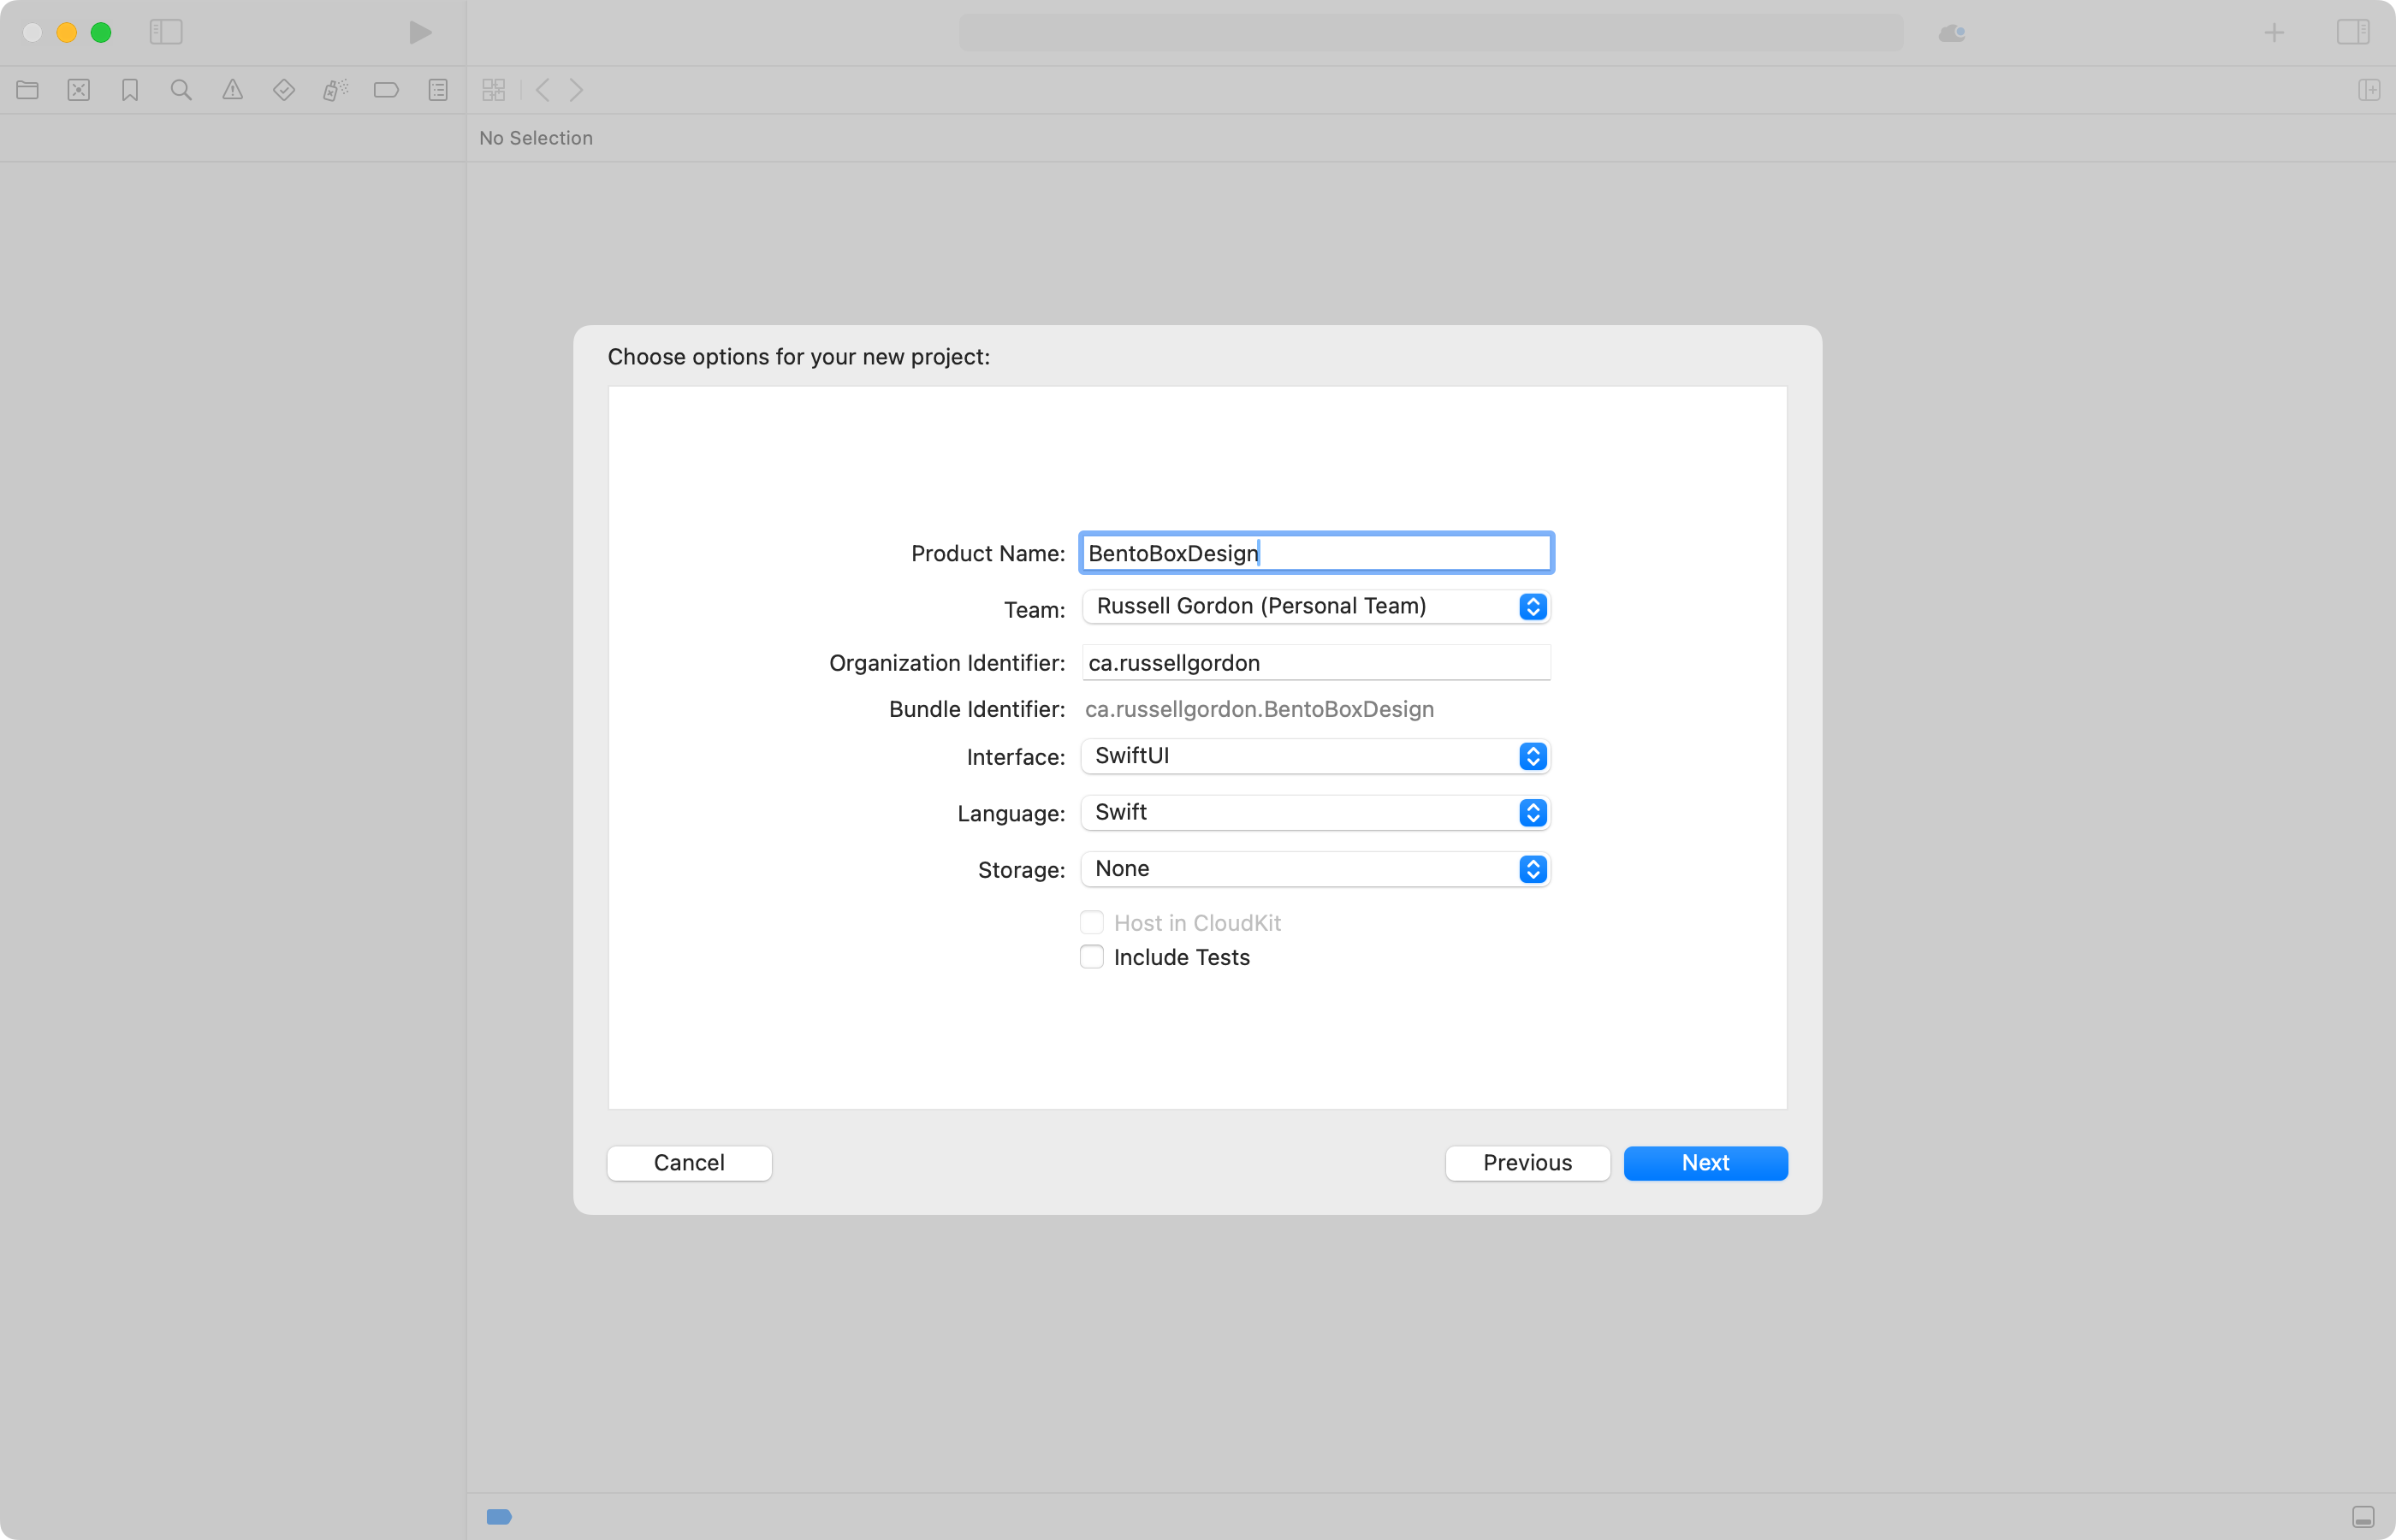 No Selection
Choose options for your new project:
Product Name: BentoBoxDesign
Team: Russell Gordon (Personal Team)
Organization Identifier: ca.russellgordon
Bundle Identifier: ca.russellgordon.BentoBoxDesign
Interface: SwiftUI
Language: Swift
Storage: None
Host in CloudKit
Include Tests
Cancel Previous Next